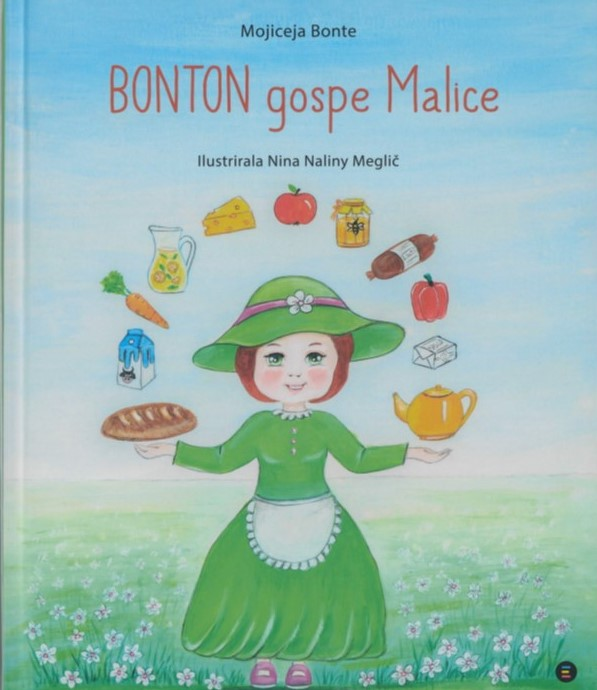 Mojiceja Bonte
BONTON gospe Malice
Ilustrirala Nina Naliny Meglič